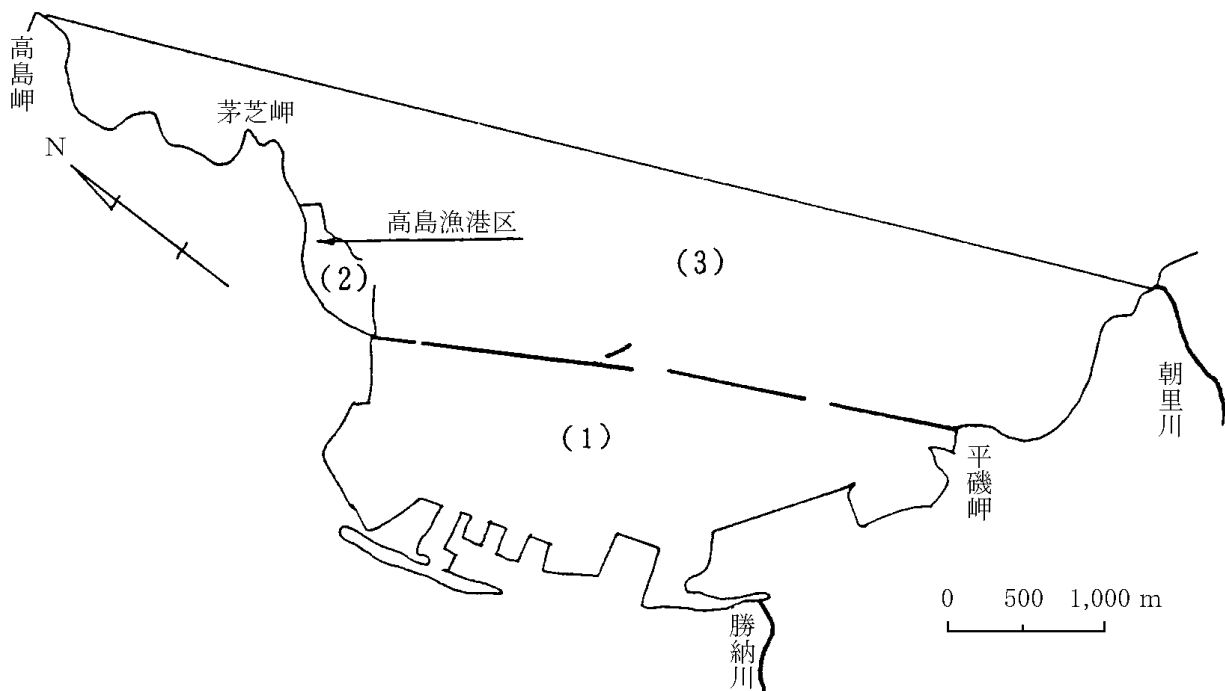 高島岬
茅芝岬
N
高島漁港区
(3)
(2)
(1)
朝里川
平磯岬
勝納川
0 500 1,000 m